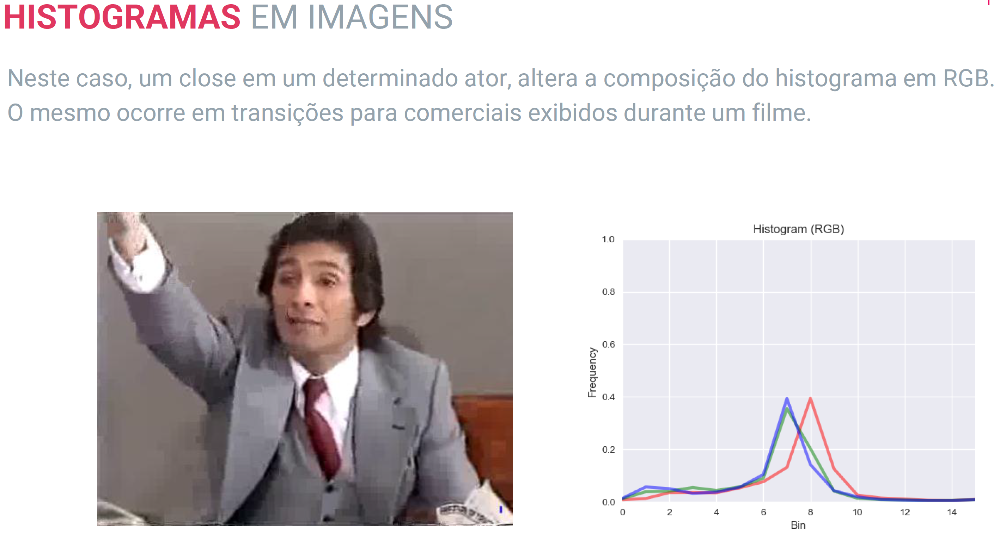 HISTOGRAMAS EM IMAGENS
Neste caso, um close em um determinado ator, altera a composição do histograma em RGB.
O mesmo ocorre em transições para comerciais exibidos durante um filme.
Histogram (RGB)
1.0
0.8
0.6
0.4
0.2
0.0
Frequency
0 2 4 6 8 10 12 14
Bin